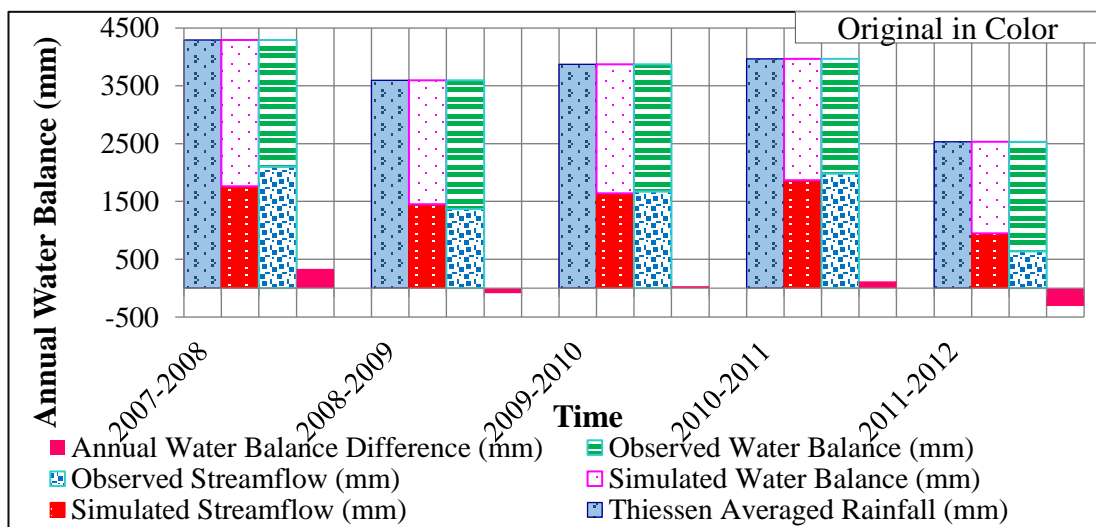 Original in Color
Annual Water Balance (mm)
4500
3500
2500
1500
500
-500
2007-2008
2008-2009
2009-2010
2010-2011
2011-2012
Time
Annual Water Balance Difference (mm)
Observed Water Balance (mm)
Observed Streamflow (mm)
Simulated Water Balance (mm)
Simulated Streamflow (mm)
Thiessen Averaged Rainfall (mm)